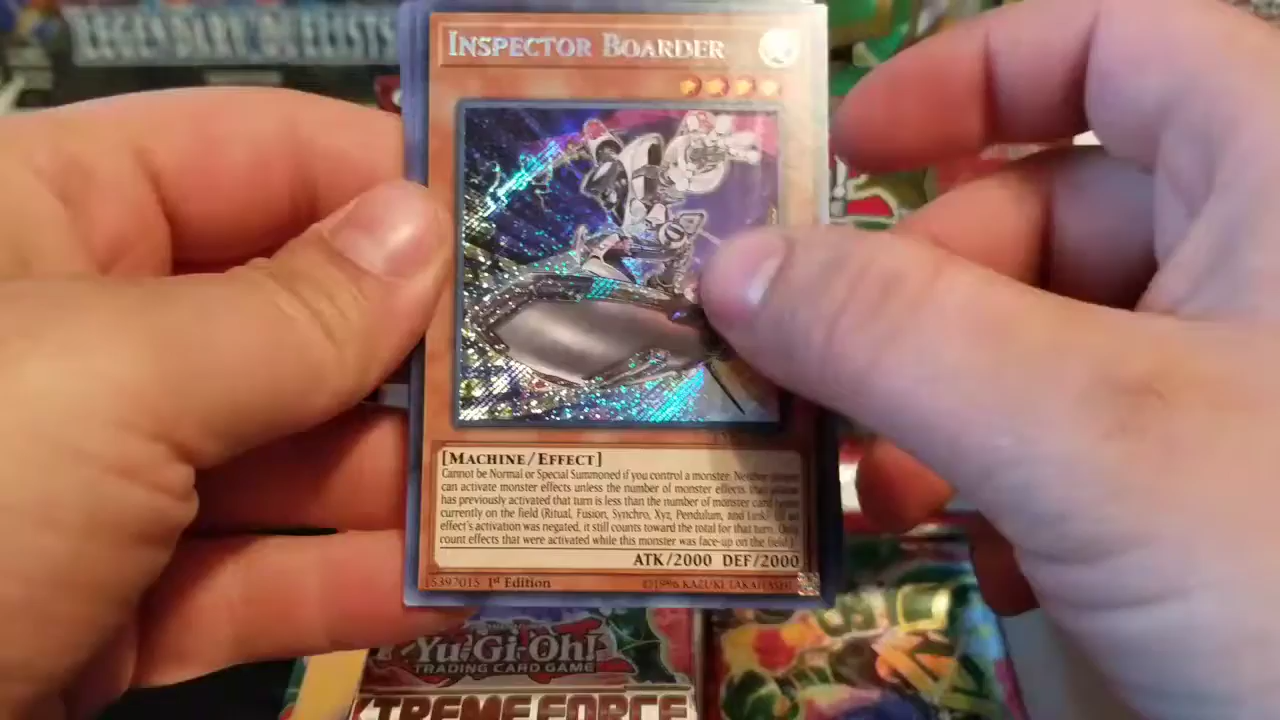 LEGENDARY DUELISTS
INSPECTOR BOARDER
[MACHINE/EFFECT]
Cannot be Normal or Special Summoned if you control a monster. Neither player
can activate monster effects unless the number of monster effects that player
has previously activated that turn is less than the number of monster card types
currently on the field (Ritual, Fusion, Synchro, Xyz, Pendulum, and Link). (If an
effect's activation was negated, it still counts toward the total for that turn. Only
count effects that were activated while this monster was face-up on the field.)
ATK/2000 DEF/2000
15397015 1st Edition ©1996 KAZUKI TAKAHASHI
Yu-Gi-Oh!
TRADING CARD GAME
EXTREME FORCE